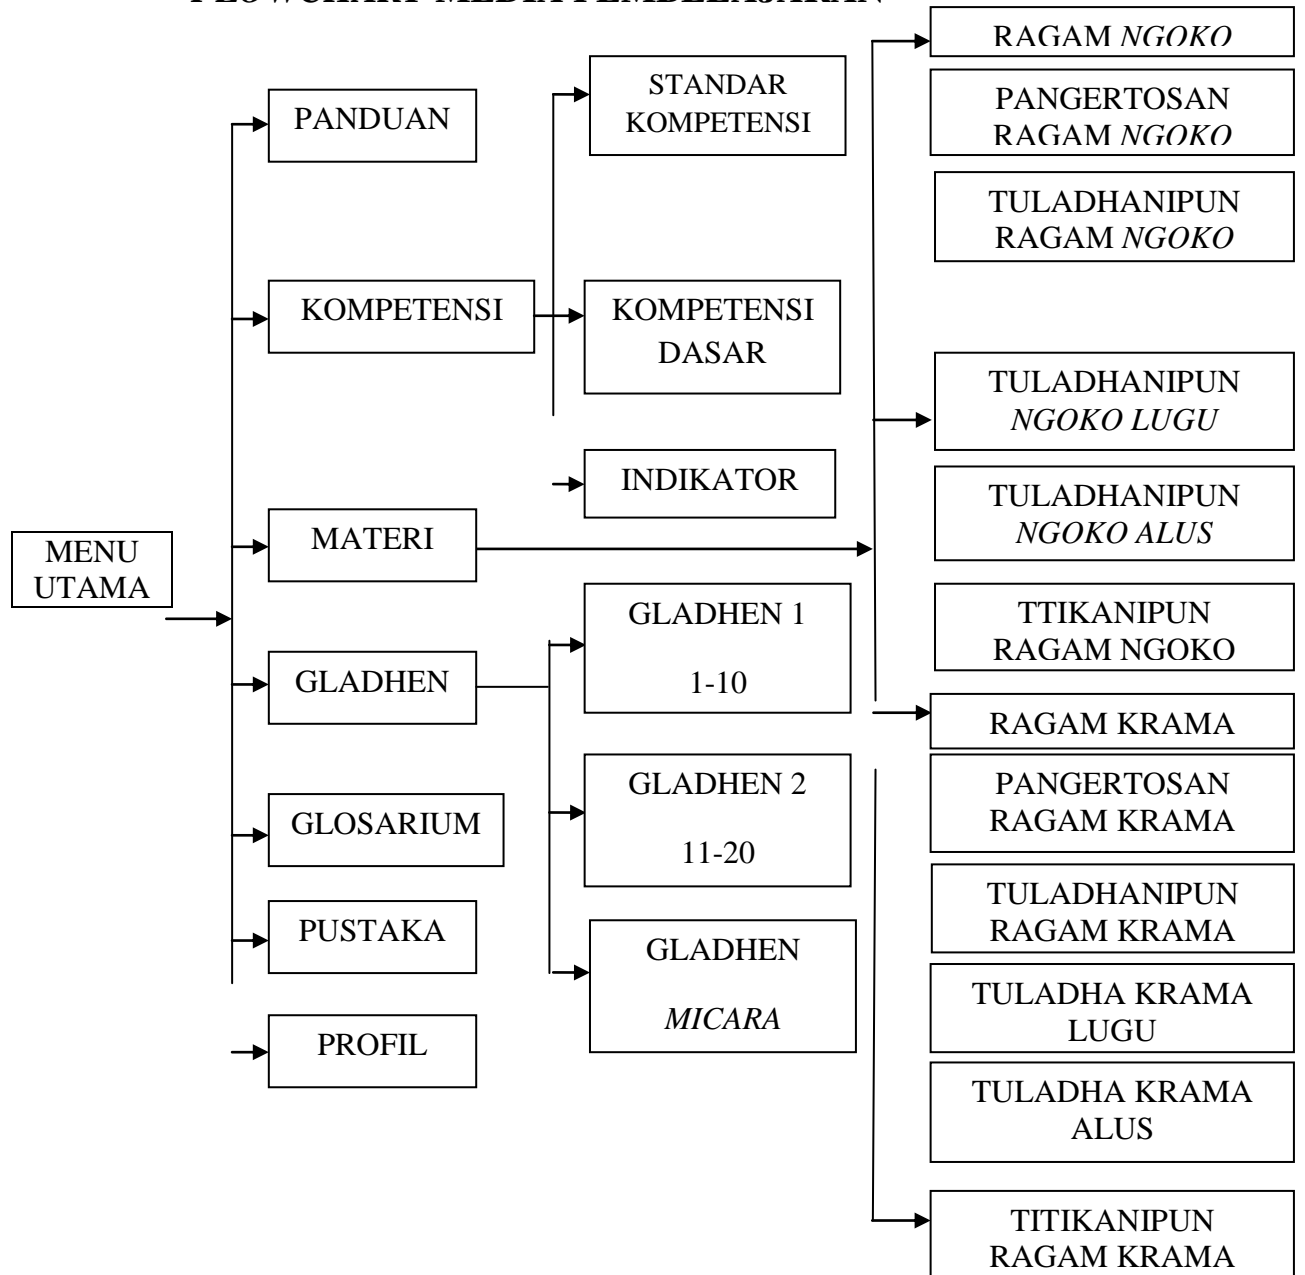 FLOWCHART MEDIA PEMBELAJARAN
MENU
UTAMA
PANDUAN
KOMPETENSI
MATERI
GLADHEN
GLOSARIUM
PUSTAKA
PROFIL
STANDAR
KOMPETENSI
KOMPETENSI
DASAR
INDIKATOR
GLADHEN 1
1-10
GLADHEN 2
11-20
GLADHEN
MICARA
RAGAM NGOKO
PANGERTOSAN
RAGAM NGOKO
TULADHANIPUN
RAGAM NGOKO
TULADHANIPUN
NGOKO LUGU
TULADHANIPUN
NGOKO ALUS
TTIKANIPUN
RAGAM NGOKO
RAGAM KRAMA
PANGERTOSAN
RAGAM KRAMA
TULADHANIPUN
RAGAM KRAMA
TULADHA KRAMA
LUGU
TULADHA KRAMA
ALUS
TITIKANIPUN
RAGAM KRAMA